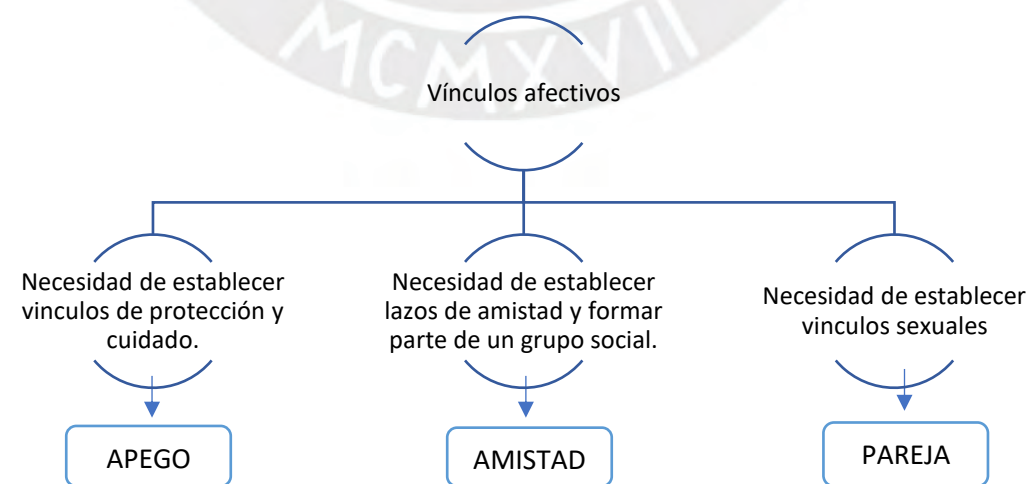 MCMXVII
Vínculos afectivos
Necesidad de establecer
vinculos de protección y
cuidado.
Necesidad de establecer
lazos de amistad y formar
parte de un grupo social.
Necesidad de establecer
vinculos sexuales
APEGO
AMISTAD
PAREJA